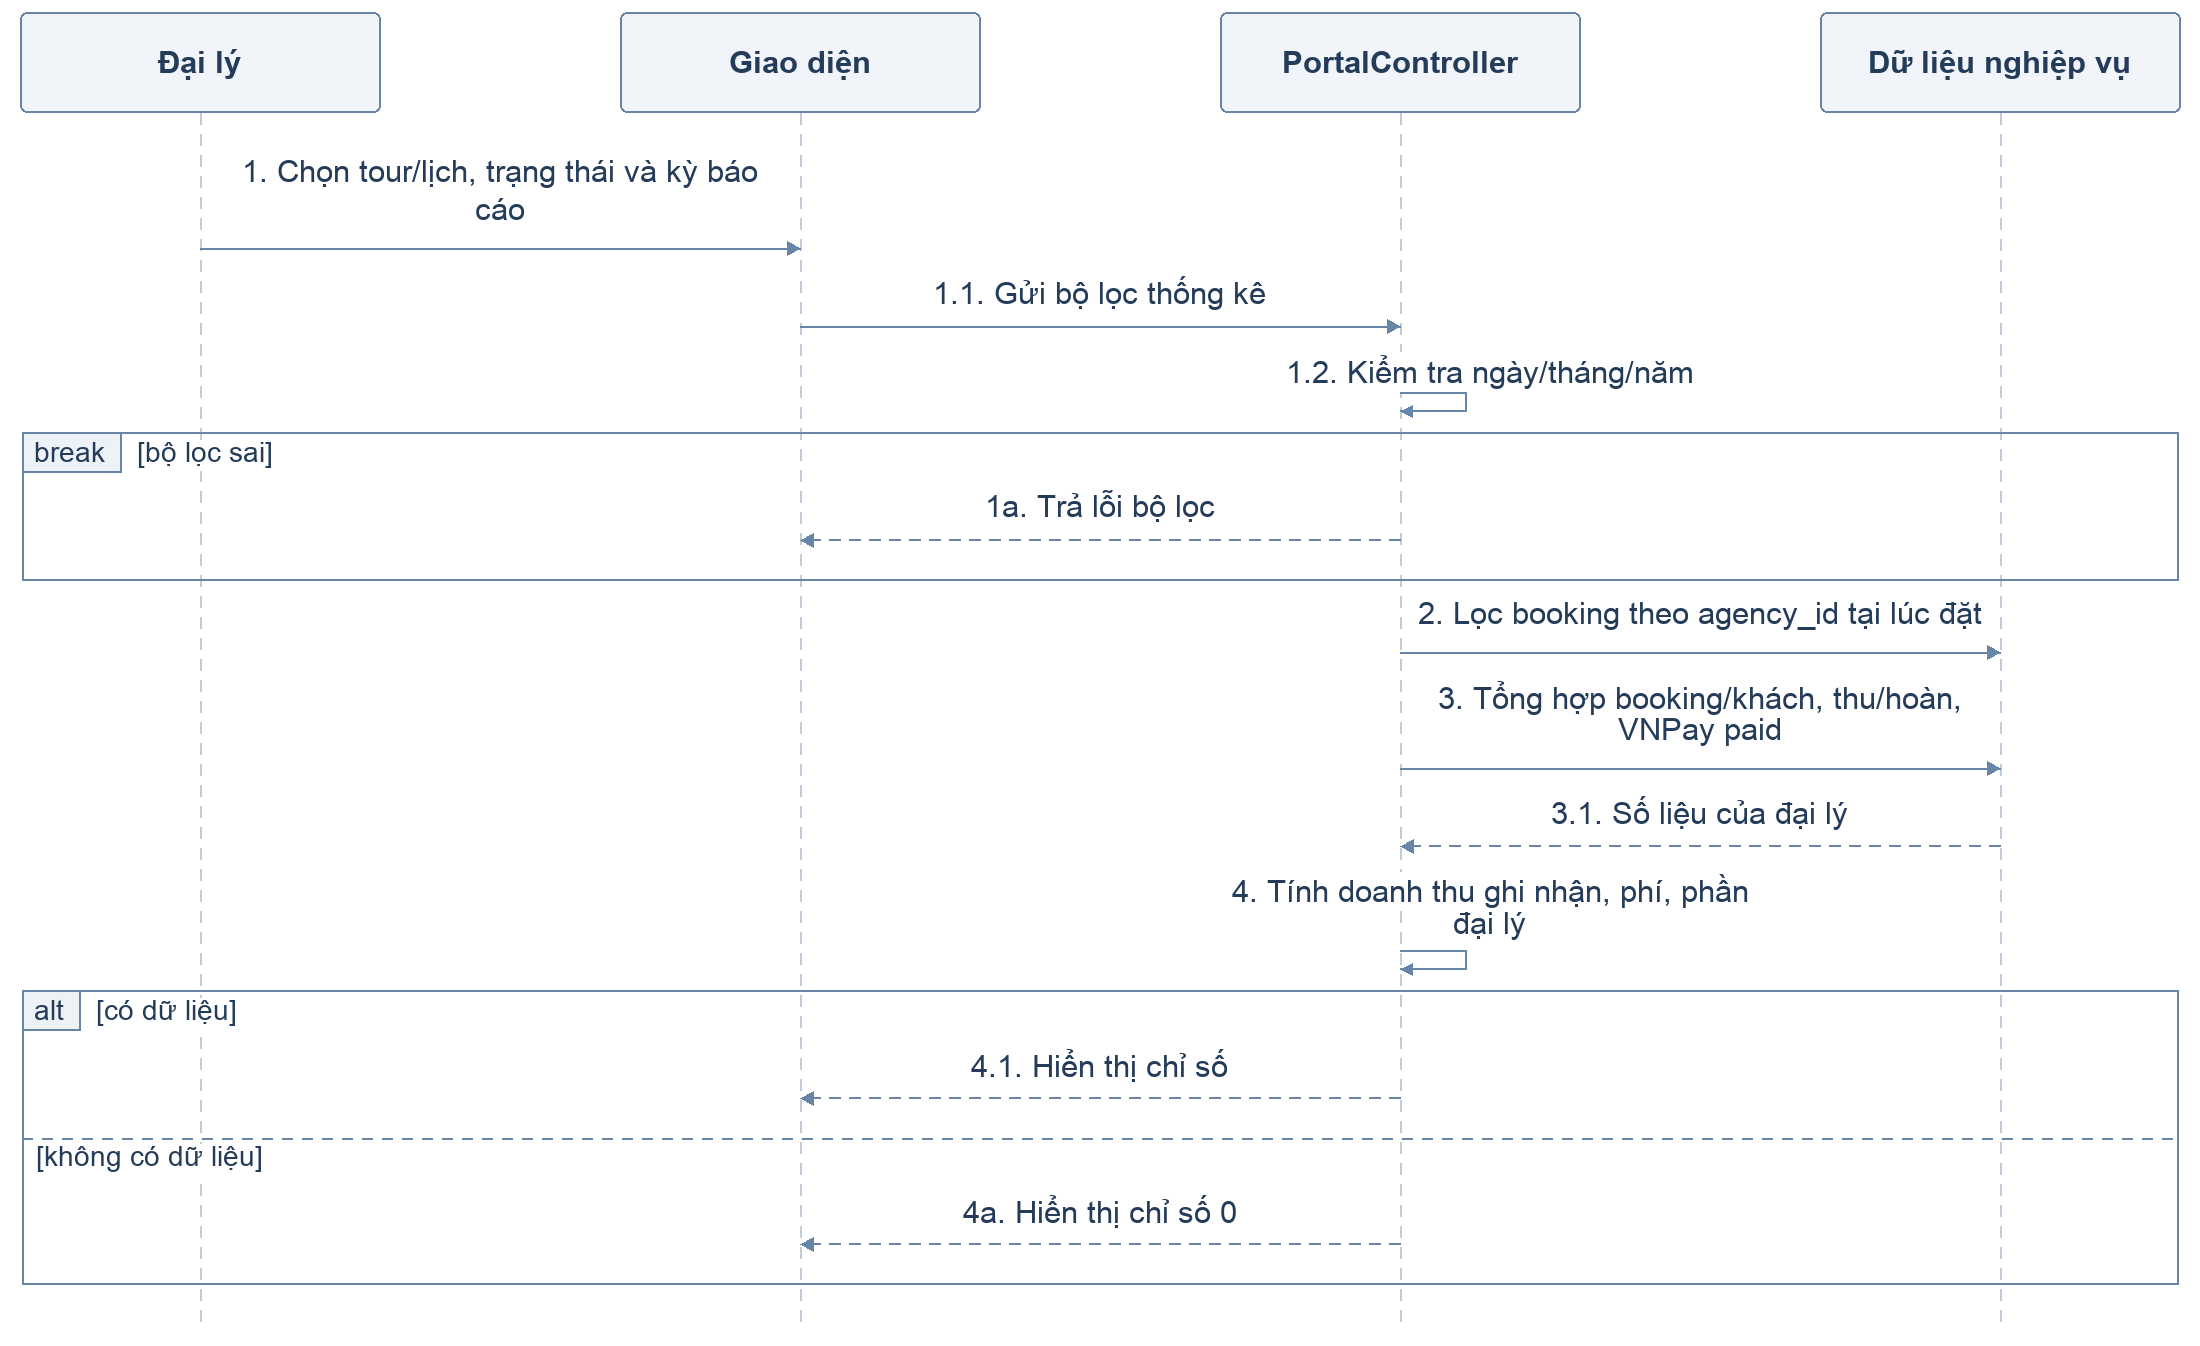 Đại lý
Giao diện
PortalController
Dữ liệu nghiệp vụ
1. Chọn tour/lịch, trạng thái và kỳ báo
cáo
1.1. Gửi bộ lọc thống kê
1.2. Kiểm tra ngày/tháng/năm
break [bộ lọc sai]
1a. Trả lỗi bộ lọc
2. Lọc booking theo agency_id tại lúc đặt
3. Tổng hợp booking/khách, thu/hoàn,
VNPay paid
3.1. Số liệu của đại lý
4. Tính doanh thu ghi nhận, phí, phần
đại lý
alt [có dữ liệu]
4.1. Hiển thị chỉ số
[không có dữ liệu]
4a. Hiển thị chỉ số 0